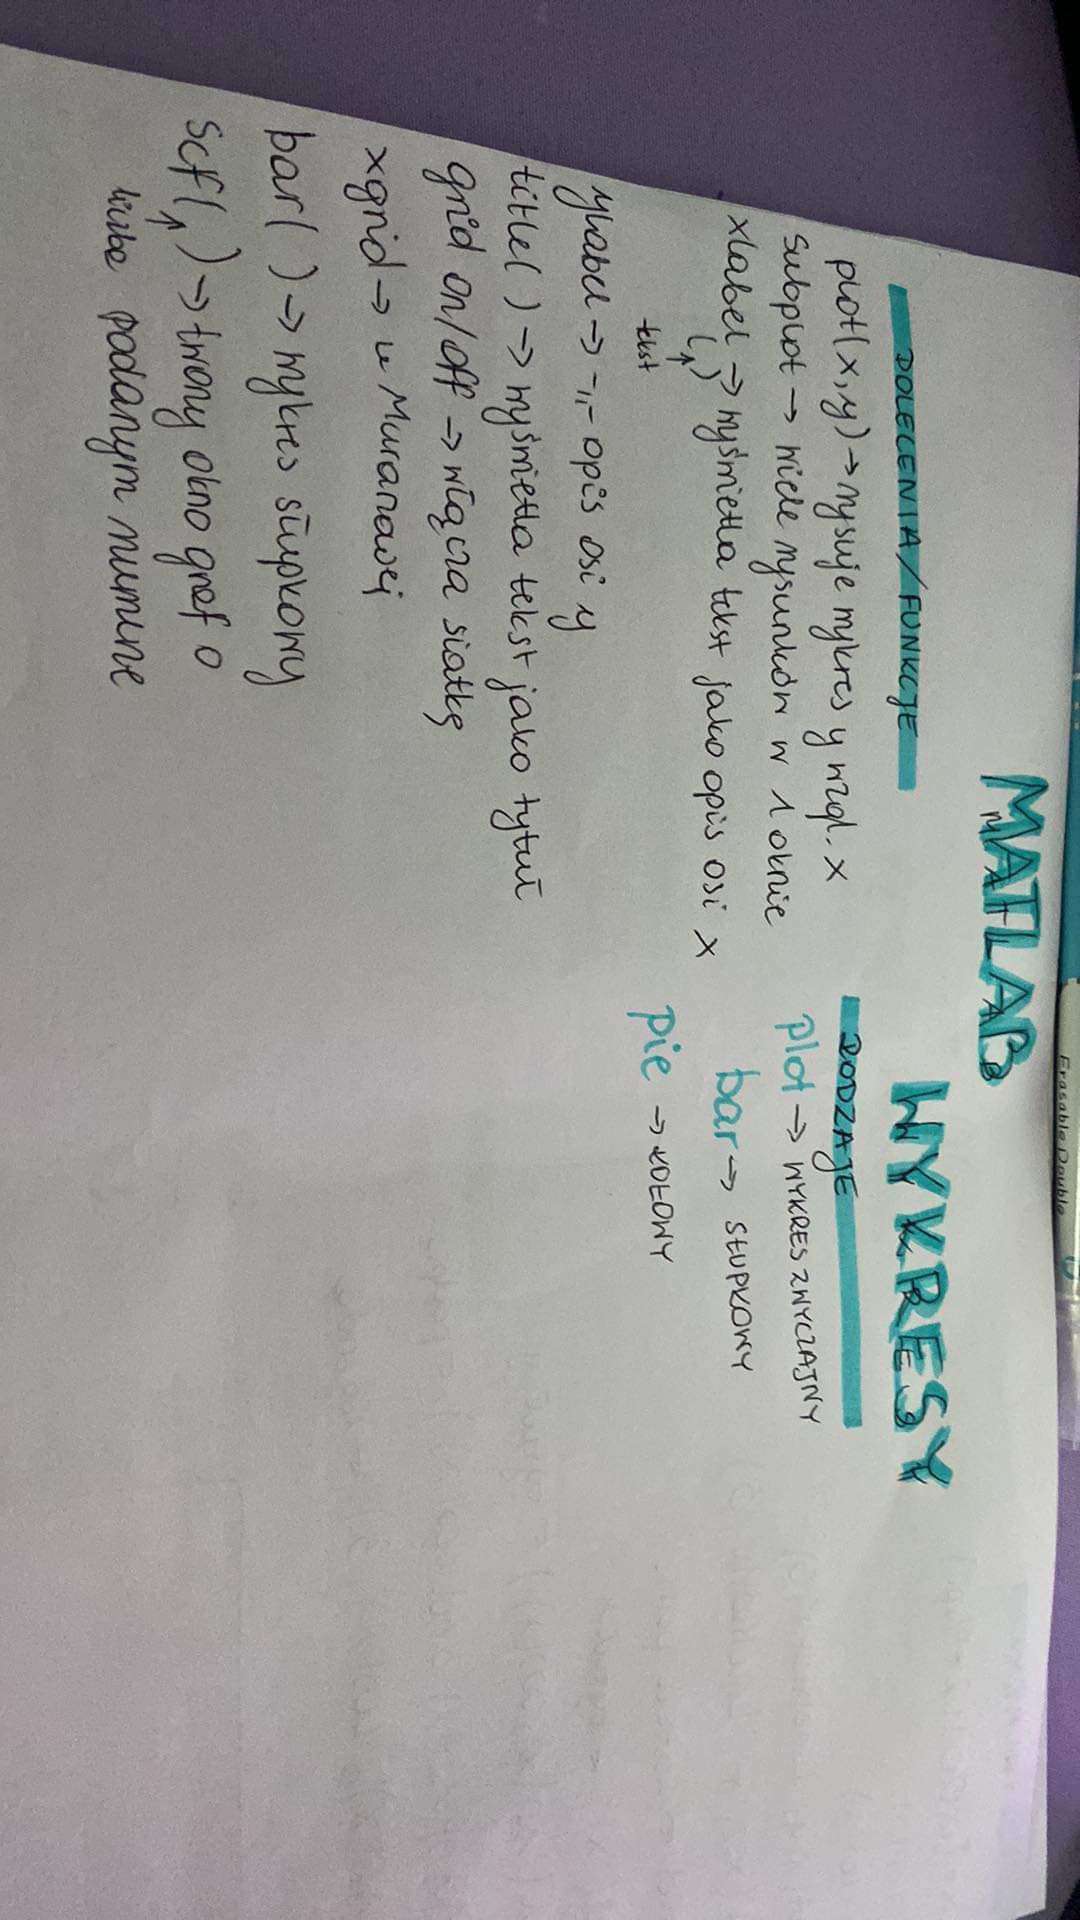 MATLAB
WYKRESY
POLECENIA/FUNKCJE
plot(x,y) → rysuje wykres y wzgl. x
subplot → wiele rysunków w 1 oknie
xlabel → wyświetla tekst jako opis osi x
(↑)
tekst
ylabel → -,,- opis osi y
title( ) → wyświetla tekst jako tytuł
grid on/off → włącza siatkę
xgrid → u Muranowej
bar( ) → wykres słupkowy
scf(↑) → tworzy okno graf o
liczba podanym numerze
RODZAJE
plot → WYKRES ZWYCZAJNY
bar → SŁUPKOWY
pie → KOŁOWY
Erasable Double